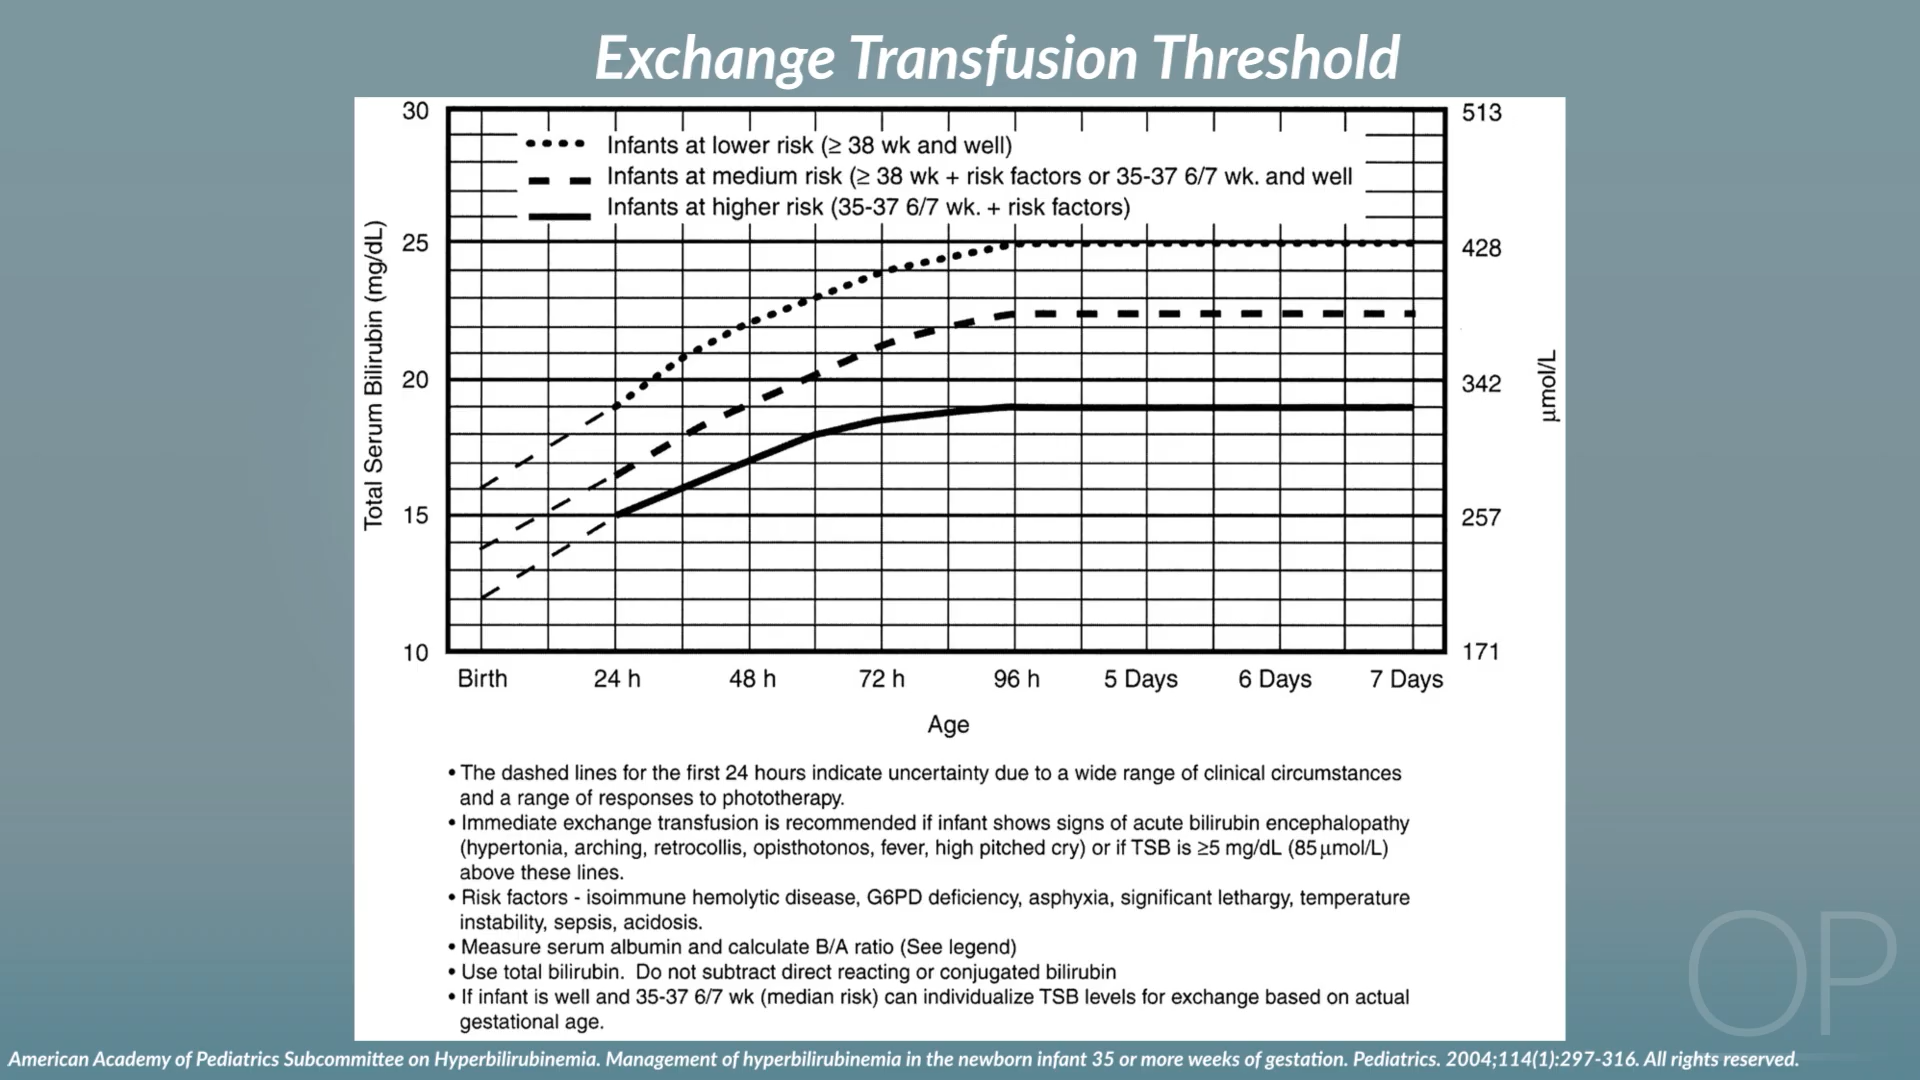 Exchange Transfusion Threshold
30
513
Infants at lower risk (≥ 38 wk and well)
Infants at medium risk (≥ 38 wk + risk factors or 35-37 6/7 wk. and well
Infants at higher risk (35-37 6/7 wk. + risk factors)
25
428
Total Serum Bilirubin (mg/dL)
20
342
µmol/L
15
257
10
171
Birth 24 h 48 h 72 h 96 h 5 Days 6 Days 7 Days
Age
• The dashed lines for the first 24 hours indicate uncertainty due to a wide range of clinical circumstances
and a range of responses to phototherapy.
• Immediate exchange transfusion is recommended if infant shows signs of acute bilirubin encephalopathy
(hypertonia, arching, retrocollis, opisthotonos, fever, high pitched cry) or if TSB is ≥5 mg/dL (85 µmol/L)
above these lines.
• Risk factors - isoimmune hemolytic disease, G6PD deficiency, asphyxia, significant lethargy, temperature
instability, sepsis, acidosis.
• Measure serum albumin and calculate B/A ratio (See legend)
• Use total bilirubin. Do not subtract direct reacting or conjugated bilirubin
• If infant is well and 35-37 6/7 wk (median risk) can individualize TSB levels for exchange based on actual
gestational age.
OP
American Academy of Pediatrics Subcommittee on Hyperbilirubinemia. Management of hyperbilirubinemia in the newborn infant 35 or more weeks of gestation. Pediatrics. 2004;114(1):297-316. All rights reserved.